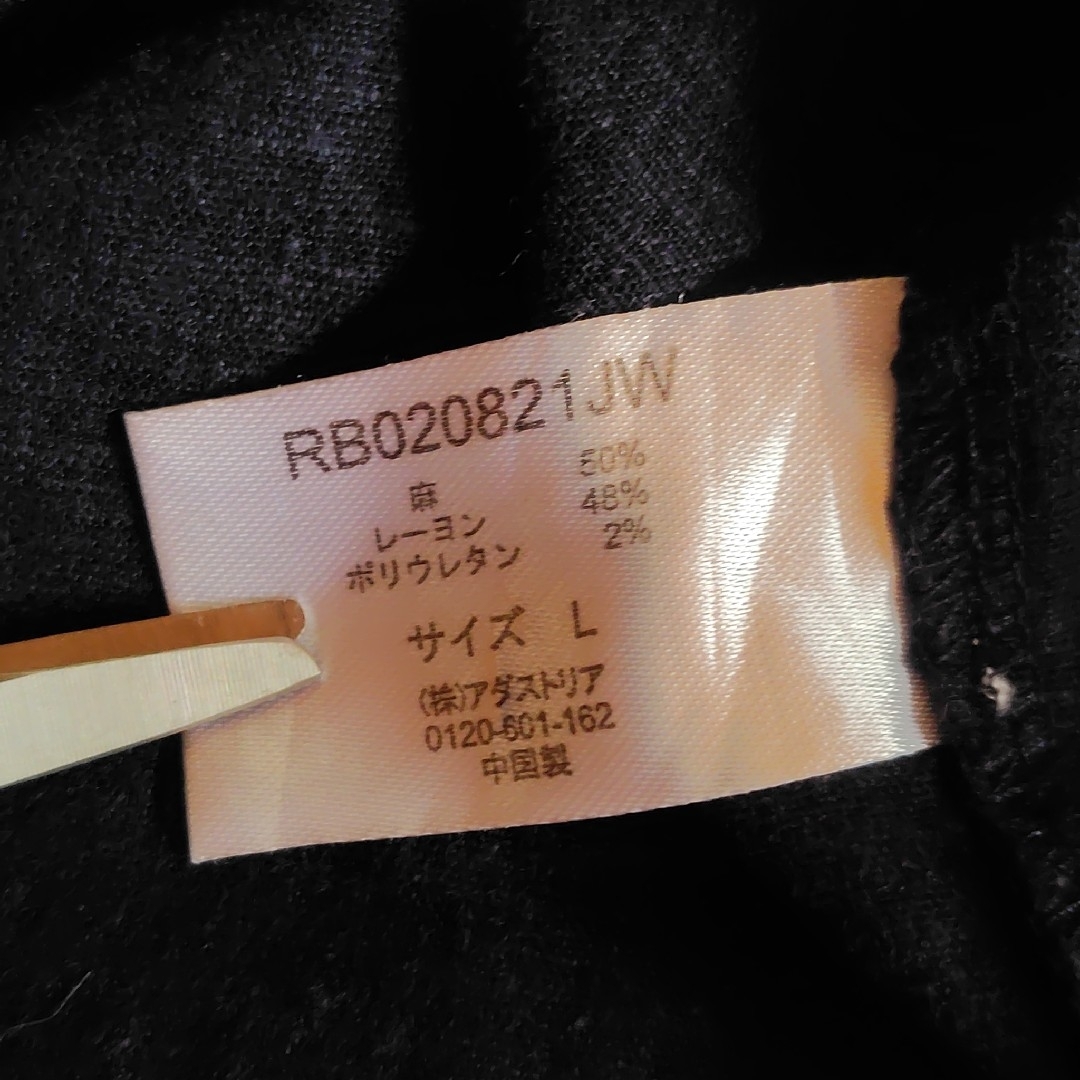 RB020821JW
麻 50%
レーヨン 48%
ポリウレタン 2%
サイズ L
(株)アダストリア
0120-601-162
中国製